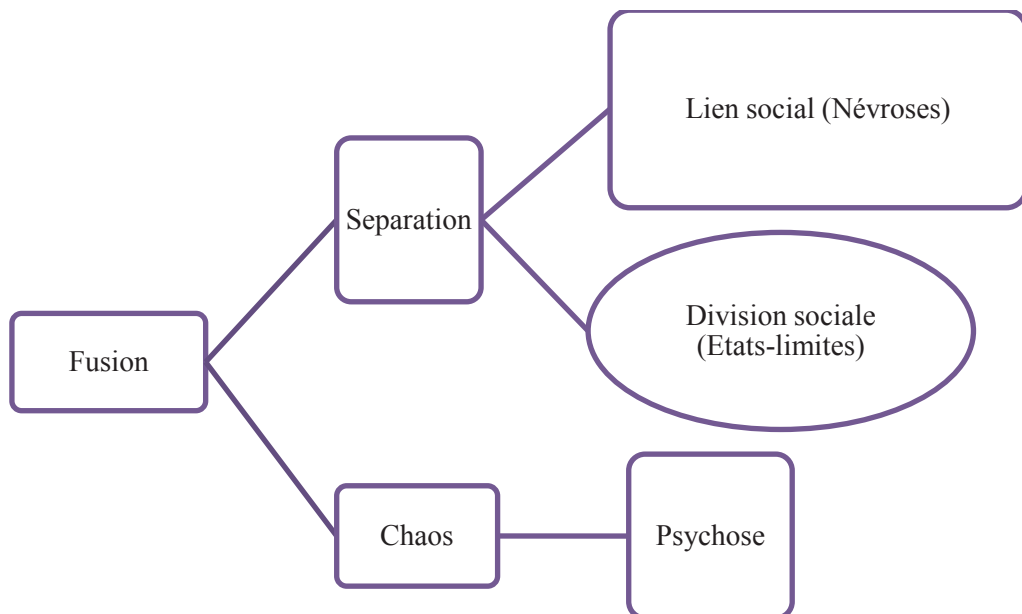 Lien social (Névroses)
Separation
Division sociale
(Etats-limites)
Fusion
Chaos
Psychose